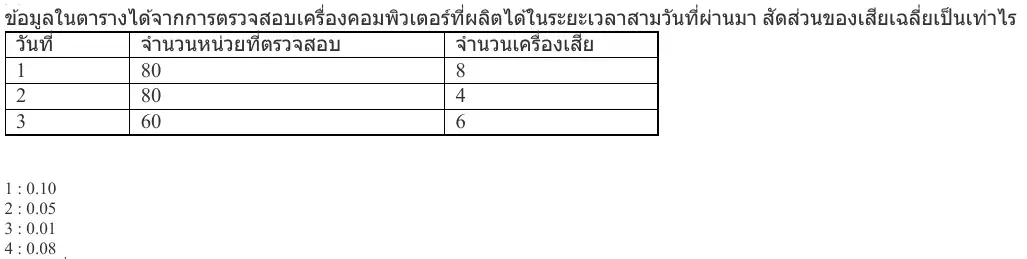 ข้อมูลในตารางได้จากการตรวจสอบเครื่องคอมพิวเตอร์ที่ผลิตได้ในระยะเวลาสามวันที่ผ่านมา สัดส่วนของเสียเฉลี่ยเป็นเท่าไร
วันที่ จำนวนหน่วยที่ตรวจสอบ จำนวนเครื่องเสีย
1 80 8
2 80 4
3 60 6
1 : 0.10
2 : 0.05
3 : 0.01
4 : 0.08